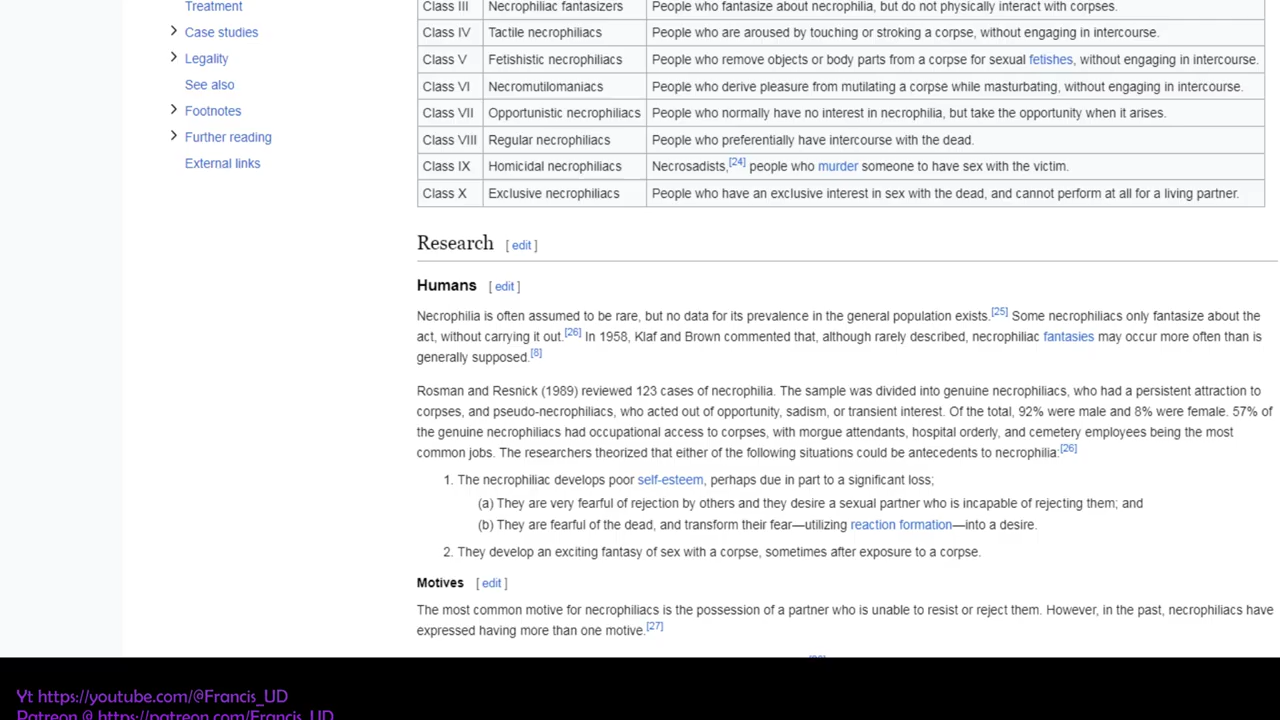 Treatment
Case studies
Legality
See also
Footnotes
Further reading
External links
Class III Necrophiliac fantasizers People who fantasize about necrophilia, but do not physically interact with corpses.
Class IV Tactile necrophiliacs People who are aroused by touching or stroking a corpse, without engaging in intercourse.
Class V Fetishistic necrophiliacs People who remove objects or body parts from a corpse for sexual fetishes, without engaging in intercourse.
Class VI Necromutilomaniacs People who derive pleasure from mutilating a corpse while masturbating, without engaging in intercourse.
Class VII Opportunistic necrophiliacs People who normally have no interest in necrophilia, but take the opportunity when it arises.
Class VIII Regular necrophiliacs People who preferentially have intercourse with the dead.
Class IX Homicidal necrophiliacs Necrosadists,[24] people who murder someone to have sex with the victim.
Class X Exclusive necrophiliacs People who have an exclusive interest in sex with the dead, and cannot perform at all for a living partner.
Research [ edit ]
Humans [ edit ]
Necrophilia is often assumed to be rare, but no data for its prevalence in the general population exists.[25] Some necrophiliacs only fantasize about the
act, without carrying it out.[26] In 1958, Klaf and Brown commented that, although rarely described, necrophiliac fantasies may occur more often than is
generally supposed.[8]
Rosman and Resnick (1989) reviewed 123 cases of necrophilia. The sample was divided into genuine necrophiliacs, who had a persistent attraction to
corpses, and pseudo-necrophiliacs, who acted out of opportunity, sadism, or transient interest. Of the total, 92% were male and 8% were female. 57% of
the genuine necrophiliacs had occupational access to corpses, with morgue attendants, hospital orderly, and cemetery employees being the most
common jobs. The researchers theorized that either of the following situations could be antecedents to necrophilia:[26]
1. The necrophiliac develops poor self-esteem, perhaps due in part to a significant loss;
(a) They are very fearful of rejection by others and they desire a sexual partner who is incapable of rejecting them; and
(b) They are fearful of the dead, and transform their fear—utilizing reaction formation—into a desire.
2. They develop an exciting fantasy of sex with a corpse, sometimes after exposure to a corpse.
Motives [ edit ]
The most common motive for necrophiliacs is the possession of a partner who is unable to resist or reject them. However, in the past, necrophiliacs have
expressed having more than one motive.[27]
Yt https://youtube.com/@Francis_UD
Patreon @ https://patreon.com/Francis_UD